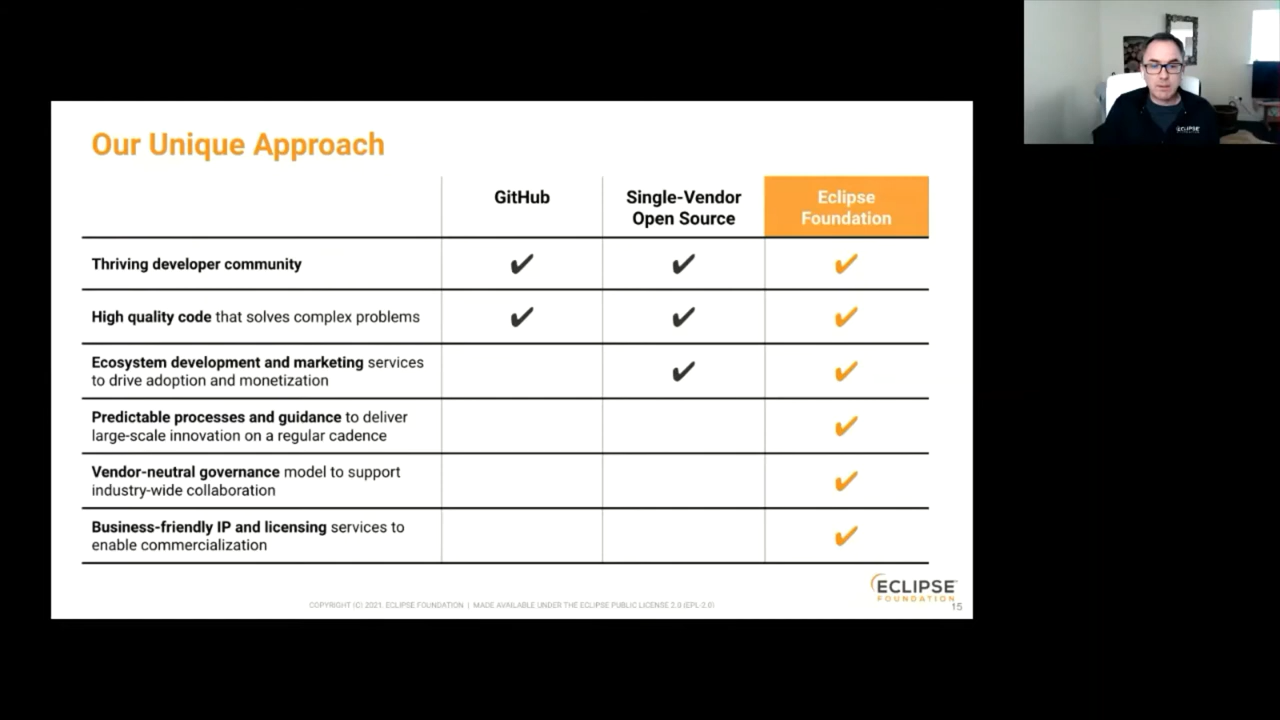 Our Unique Approach
GitHub
Single-Vendor
Open Source
Eclipse
Foundation
Thriving developer community
✔ ✔ ✔
High quality code that solves complex problems
✔ ✔ ✔
Ecosystem development and marketing services
to drive adoption and monetization
✔ ✔
Predictable processes and guidance to deliver
large-scale innovation on a regular cadence
✔
Vendor-neutral governance model to support
industry-wide collaboration
✔
Business-friendly IP and licensing services to
enable commercialization
✔
ECLIPSE
FOUNDATION
COPYRIGHT (C) 2021, ECLIPSE FOUNDATION | MADE AVAILABLE UNDER THE ECLIPSE PUBLIC LICENSE 2.0 (EPL-2.0)
15
ECLIPSE